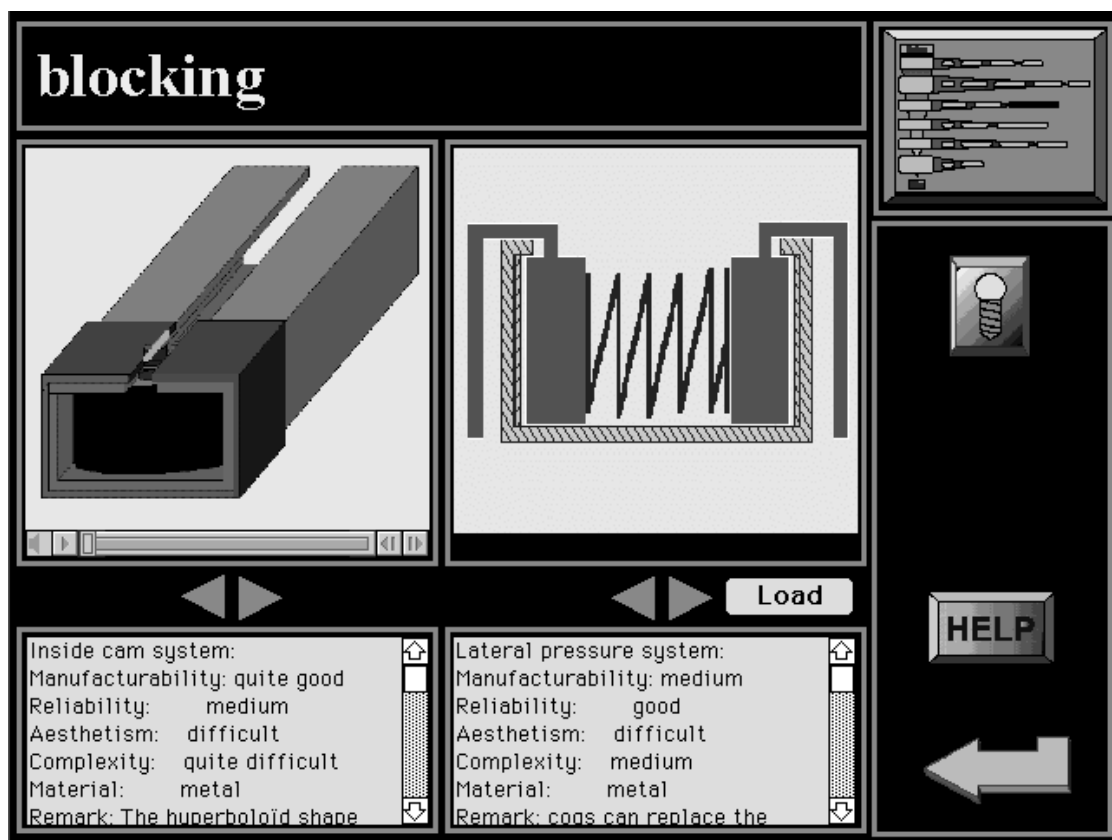 blocking
Load
Inside cam system:
Manufacturability: quite good
Reliability: medium
Aesthetism: difficult
Complexity: quite difficult
Material: metal
Remark: The hyperboloïd shape
Lateral pressure system:
Manufacturability: medium
Reliability: good
Aesthetism: difficult
Complexity: medium
Material: metal
Remark: cogs can replace the
HELP